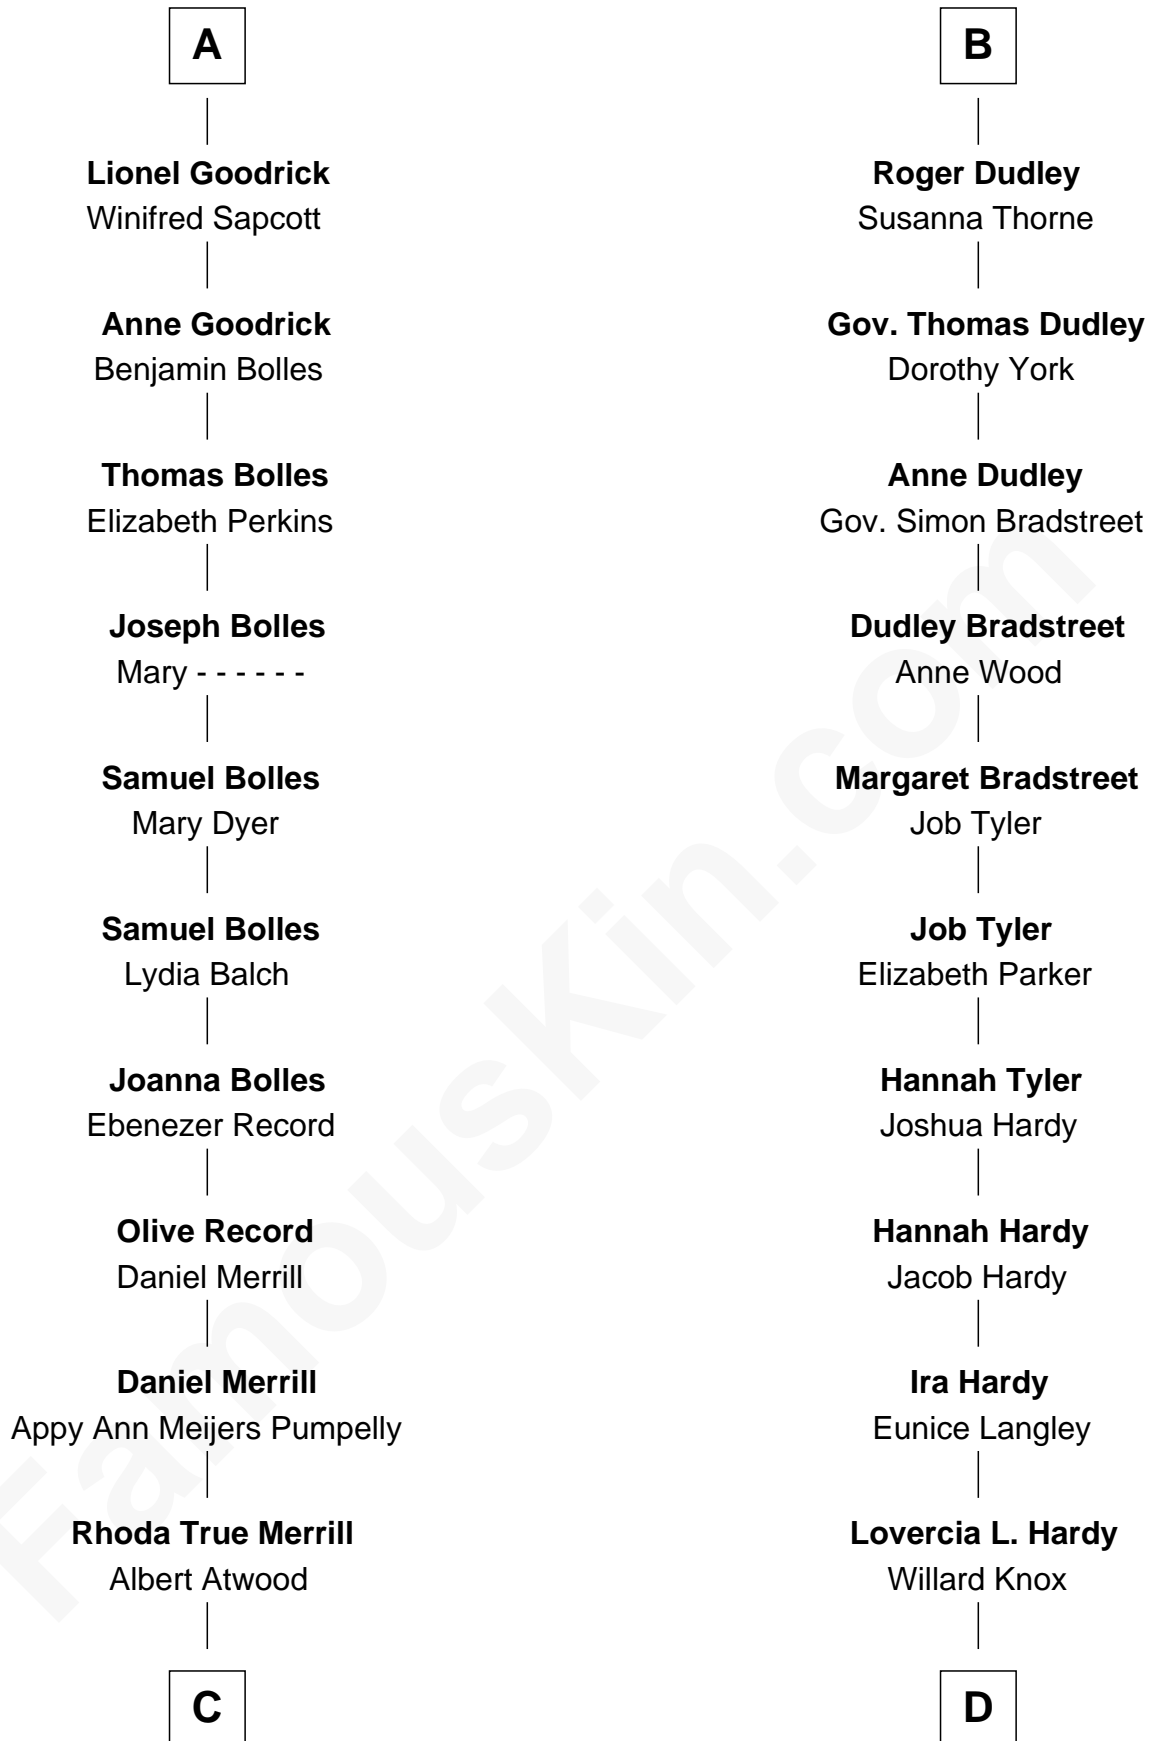 A
Lionel Goodrick
Winifred Sapcott
Anne Goodrick
Benjamin Bolles
Thomas Bolles
Elizabeth Perkins
Joseph Bolles
Mary - - - - - -
Samuel Bolles
Mary Dyer
Samuel Bolles
Lydia Balch
Joanna Bolles
Ebenezer Record
Olive Record
Daniel Merrill
Daniel Merrill
Appy Ann Meijers Pumpelly
Rhoda True Merrill
Albert Atwood
C
B
Roger Dudley
Susanna Thorne
Gov. Thomas Dudley
Dorothy York
Anne Dudley
Gov. Simon Bradstreet
Dudley Bradstreet
Anne Wood
Margaret Bradstreet
Job Tyler
Job Tyler
Elizabeth Parker
Hannah Tyler
Joshua Hardy
Hannah Hardy
Jacob Hardy
Ira Hardy
Eunice Langley
Lovercia L. Hardy
Willard Knox
D
FamousKin.com